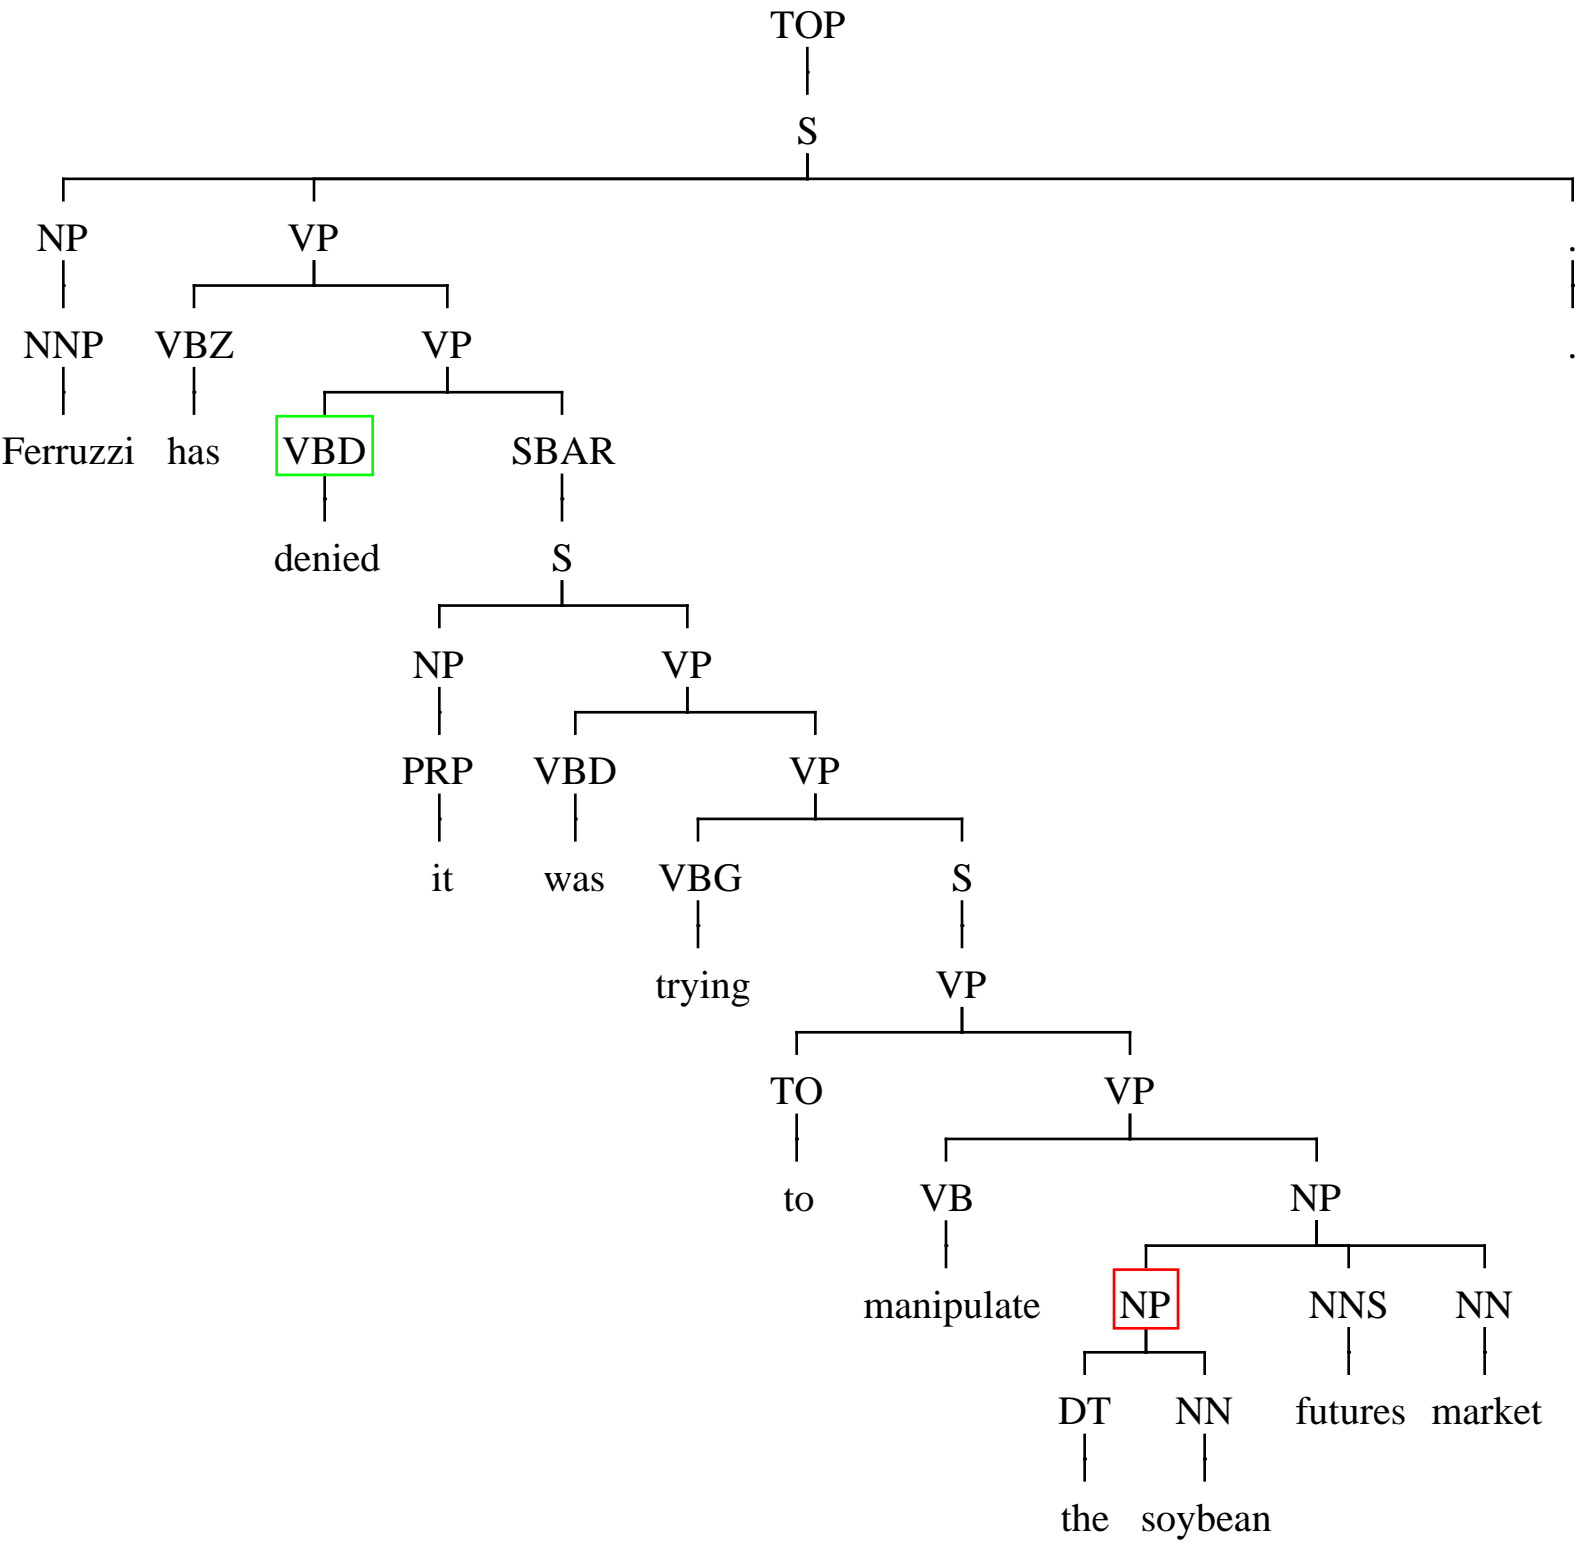 TOP
S
NP VP .
NNP VBZ VP .
Ferruzzi has VBD SBAR
denied S
NP VP
PRP VBD VP
it was VBG S
trying VP
TO VP
to VB NP
manipulate NP NNS NN
DT NN futures market
the soybean